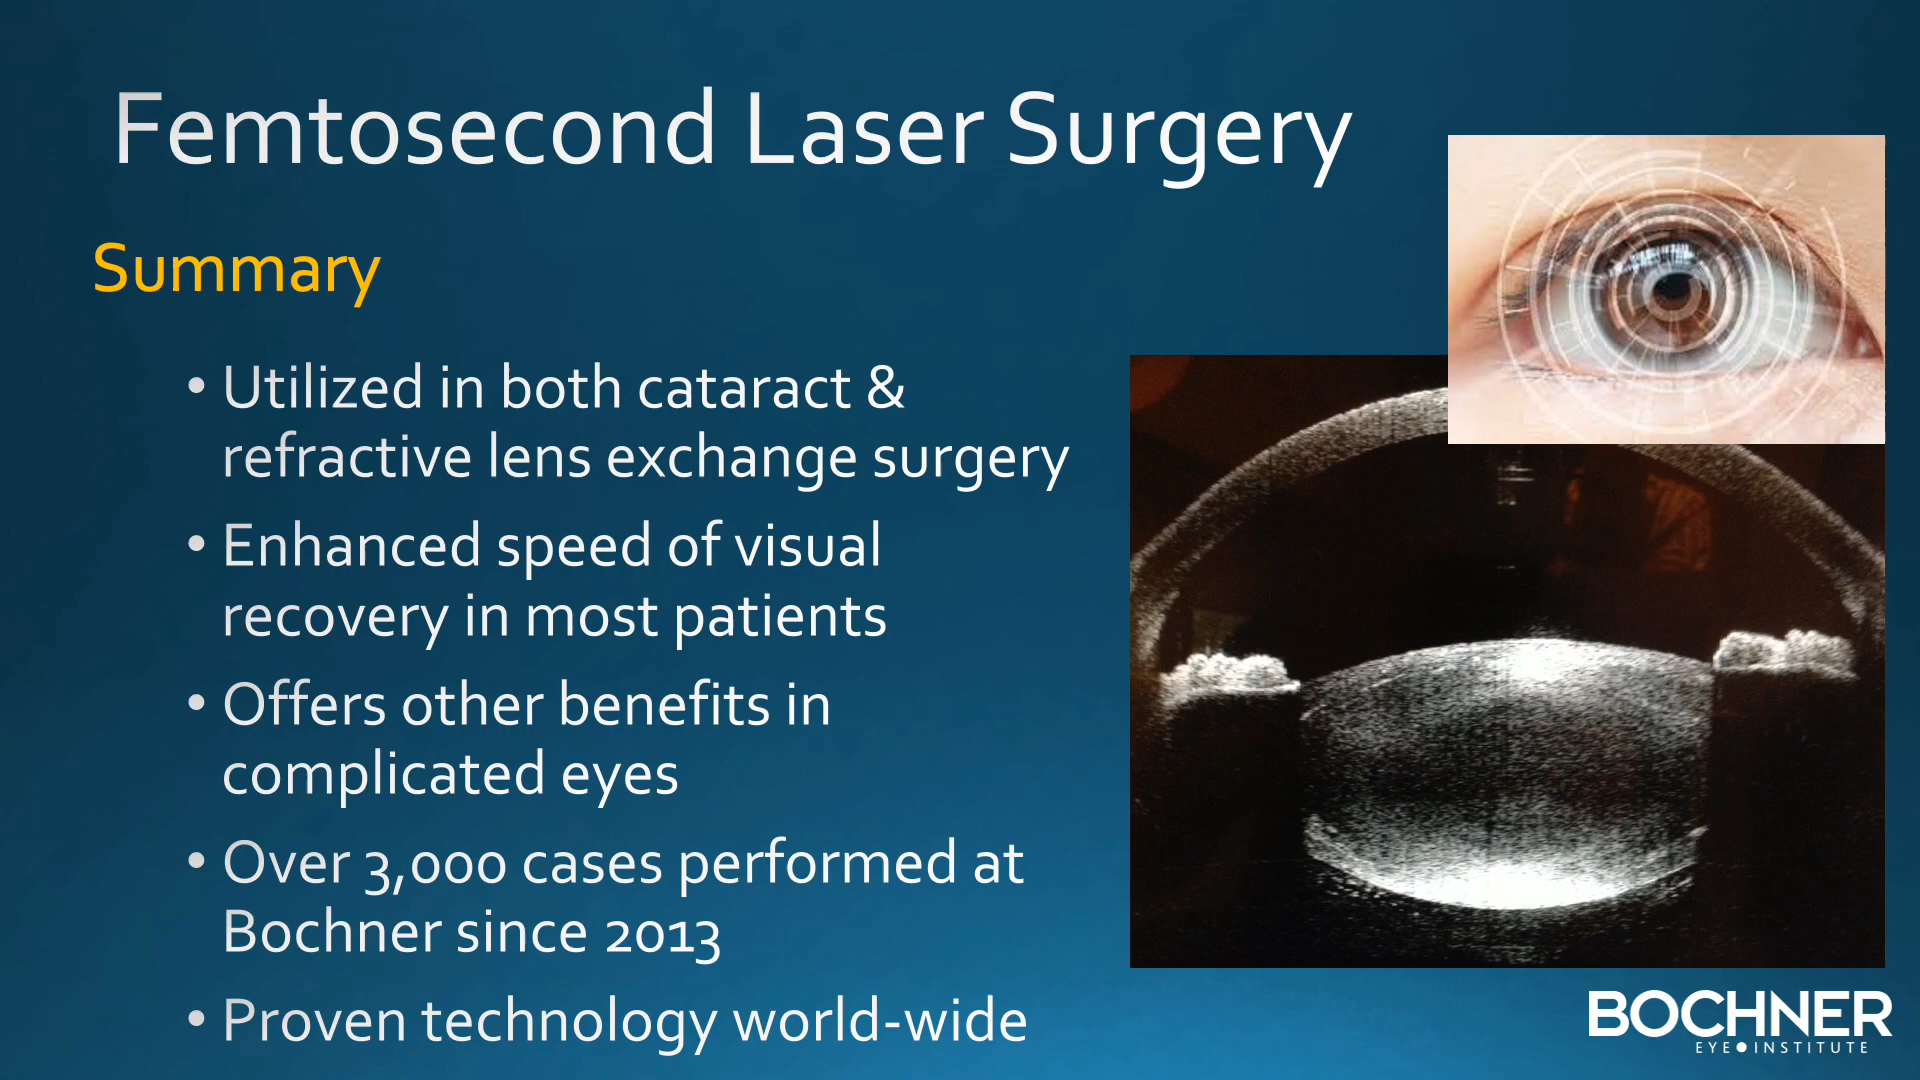 Femtosecond Laser Surgery
Summary
• Utilized in both cataract &
refractive lens exchange surgery
• Enhanced speed of visual
recovery in most patients
• Offers other benefits in
complicated eyes
• Over 3,000 cases performed at
Bochner since 2013
• Proven technology world-wide
BOCHNER
EYE•INSTITUTE